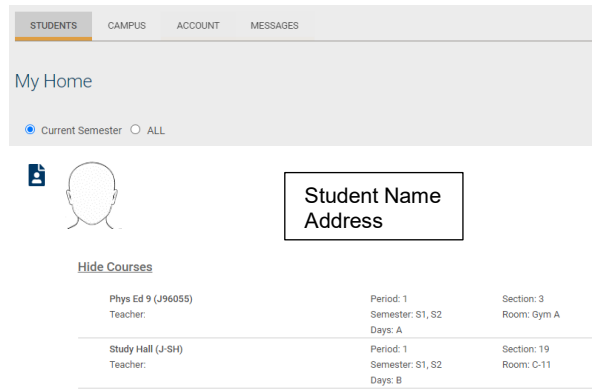 STUDENTS CAMPUS ACCOUNT MESSAGES
My Home
Current Semester ALL
Student Name
Address
Hide Courses
Phys Ed 9 (J96055) Period: 1 Section: 3
Teacher: Semester: S1, S2 Room: Gym A
Days: A
Study Hall (J-SH) Period: 1 Section: 19
Teacher: Semester: S1, S2 Room: C-11
Days: B